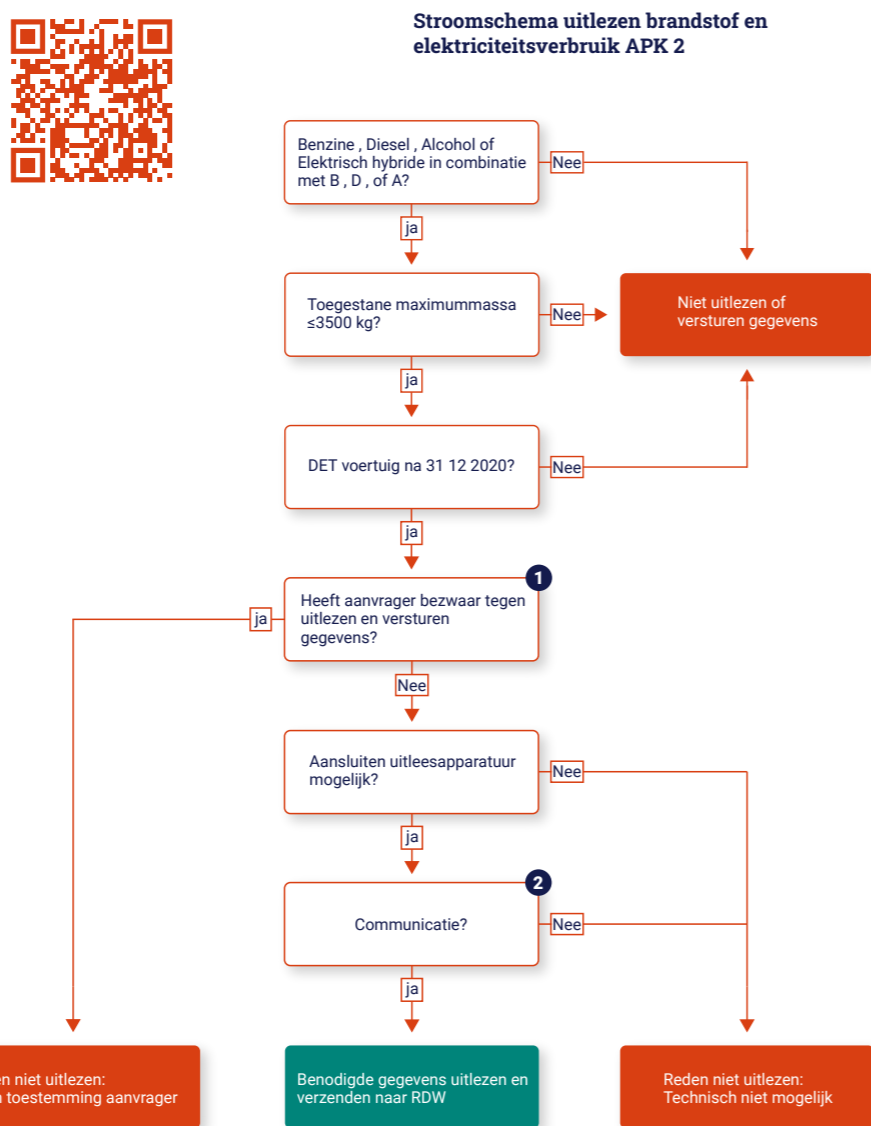 Stroomschema uitlezen brandstof en
elektriciteitsverbruik APK 2
Benzine , Diesel , Alcohol of
Elektrisch hybride in combinatie
met B , D , of A?
Nee
ja
Toegestane maximummassa
≤3500 kg?
Nee
Niet uitlezen of
versturen gegevens
ja
DET voertuig na 31 12 2020?
Nee
ja
1
Heeft aanvrager bezwaar tegen
uitlezen en versturen
gegevens?
ja
Nee
Aansluiten uitleesapparatuur
mogelijk?
Nee
ja
2
Communicatie?
Nee
ja
niet uitlezen:
toestemming aanvrager
Benodigde gegevens uitlezen en
verzenden naar RDW
Reden niet uitlezen:
Technisch niet mogelijk